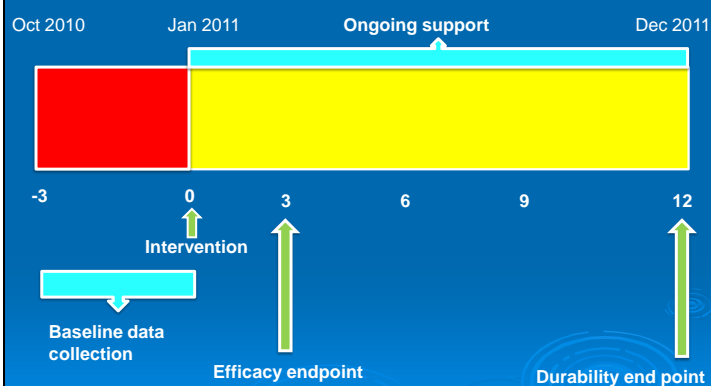 Oct 2010 Jan 2011 Ongoing support Dec 2011
-3 0 3 6 9 12
Intervention
Baseline data
collection
Efficacy endpoint
Durability end point